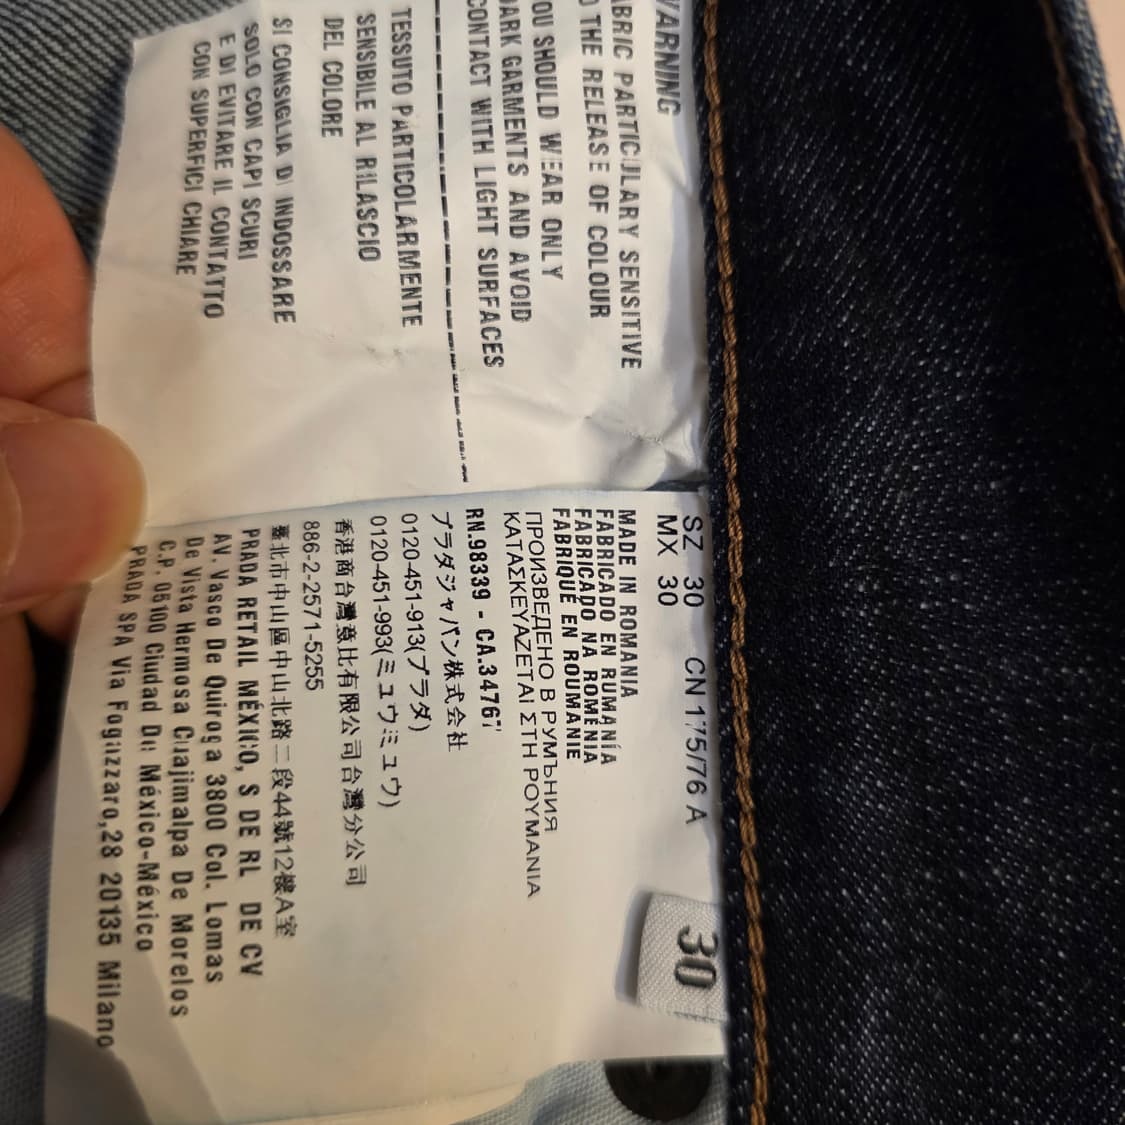 WARNING
FABRIC PARTICULARY SENSITIVE
TO THE RELEASE OF COLOUR
YOU SHOULD WEAR ONLY
DARK GARMENTS AND AVOID
CONTACT WITH LIGHT SURFACES
TESSUTO PARTICOLARMENTE
SENSIBILE AL RILASCIO
DEL COLORE
SI CONSIGLIA DI INDOSSARE
SOLO CON CAPI SCURI
E DI EVITARE IL CONTATTO
CON SUPERFICI CHIARE
SZ 30 CN 175/76 A
MX 30
MADE IN ROMANIA
FABRICADO EN RUMANÍA
FABRICADO NA ROMÉNIA
FABRIQUÉ EN ROUMANIE
ПРОИЗВЕДЕНО В РУМЪНИЯ
ΚΑΤΑΣΚΕΥΑΖΕΤΑΙ ΣΤΗ ΡΟΥΜΑΝΙΑ
RN.98339 - CA.34767
プラダジャパン株式会社
0120-451-913(プラダ)
0120-451-993(ミュウミュウ)
香港商台灣意比有限公司台灣分公司
886-2-2571-5255
臺北市中山區中山北路二段44號12樓A室
PRADA RETAIL MÉXICO, S DE RL DE CV
AV. Vasco De Quiroga 3800 Col. Lomas
De Vista Hermosa Cuajimalpa De Morelos
C.P. 05100 Ciudad De México-México
PRADA SPA Via Fogazzaro,28 20135 Milano
30